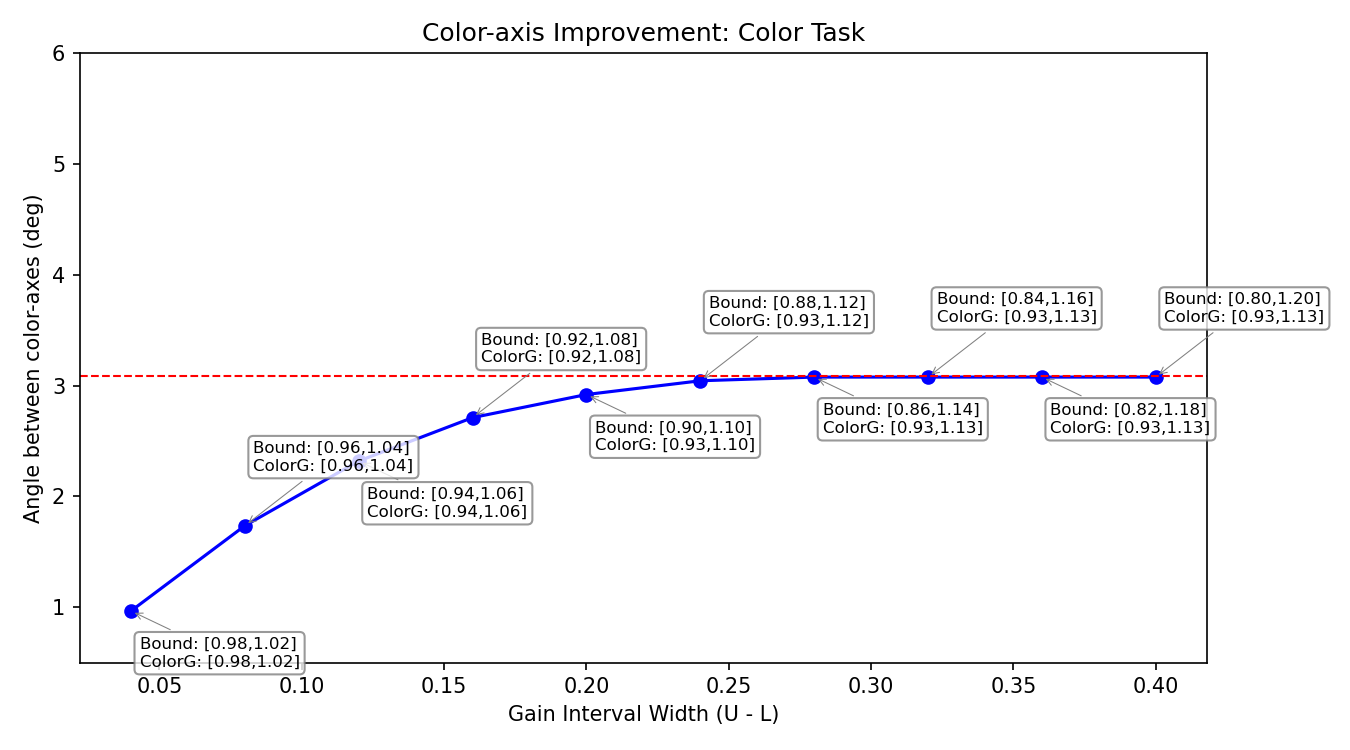 Color-axis Improvement: Color Task
Angle between color-axes (deg)
6
5
4
3
2
1
Bound: [0.98,1.02]
ColorG: [0.98,1.02]
Bound: [0.96,1.04]
ColorG: [0.96,1.04]
Bound: [0.94,1.06]
ColorG: [0.94,1.06]
Bound: [0.92,1.08]
ColorG: [0.92,1.08]
Bound: [0.90,1.10]
ColorG: [0.93,1.10]
Bound: [0.88,1.12]
ColorG: [0.93,1.12]
Bound: [0.86,1.14]
ColorG: [0.93,1.13]
Bound: [0.84,1.16]
ColorG: [0.93,1.13]
Bound: [0.82,1.18]
ColorG: [0.93,1.13]
Bound: [0.80,1.20]
ColorG: [0.93,1.13]
0.05 0.10 0.15 0.20 0.25 0.30 0.35 0.40
Gain Interval Width (U - L)